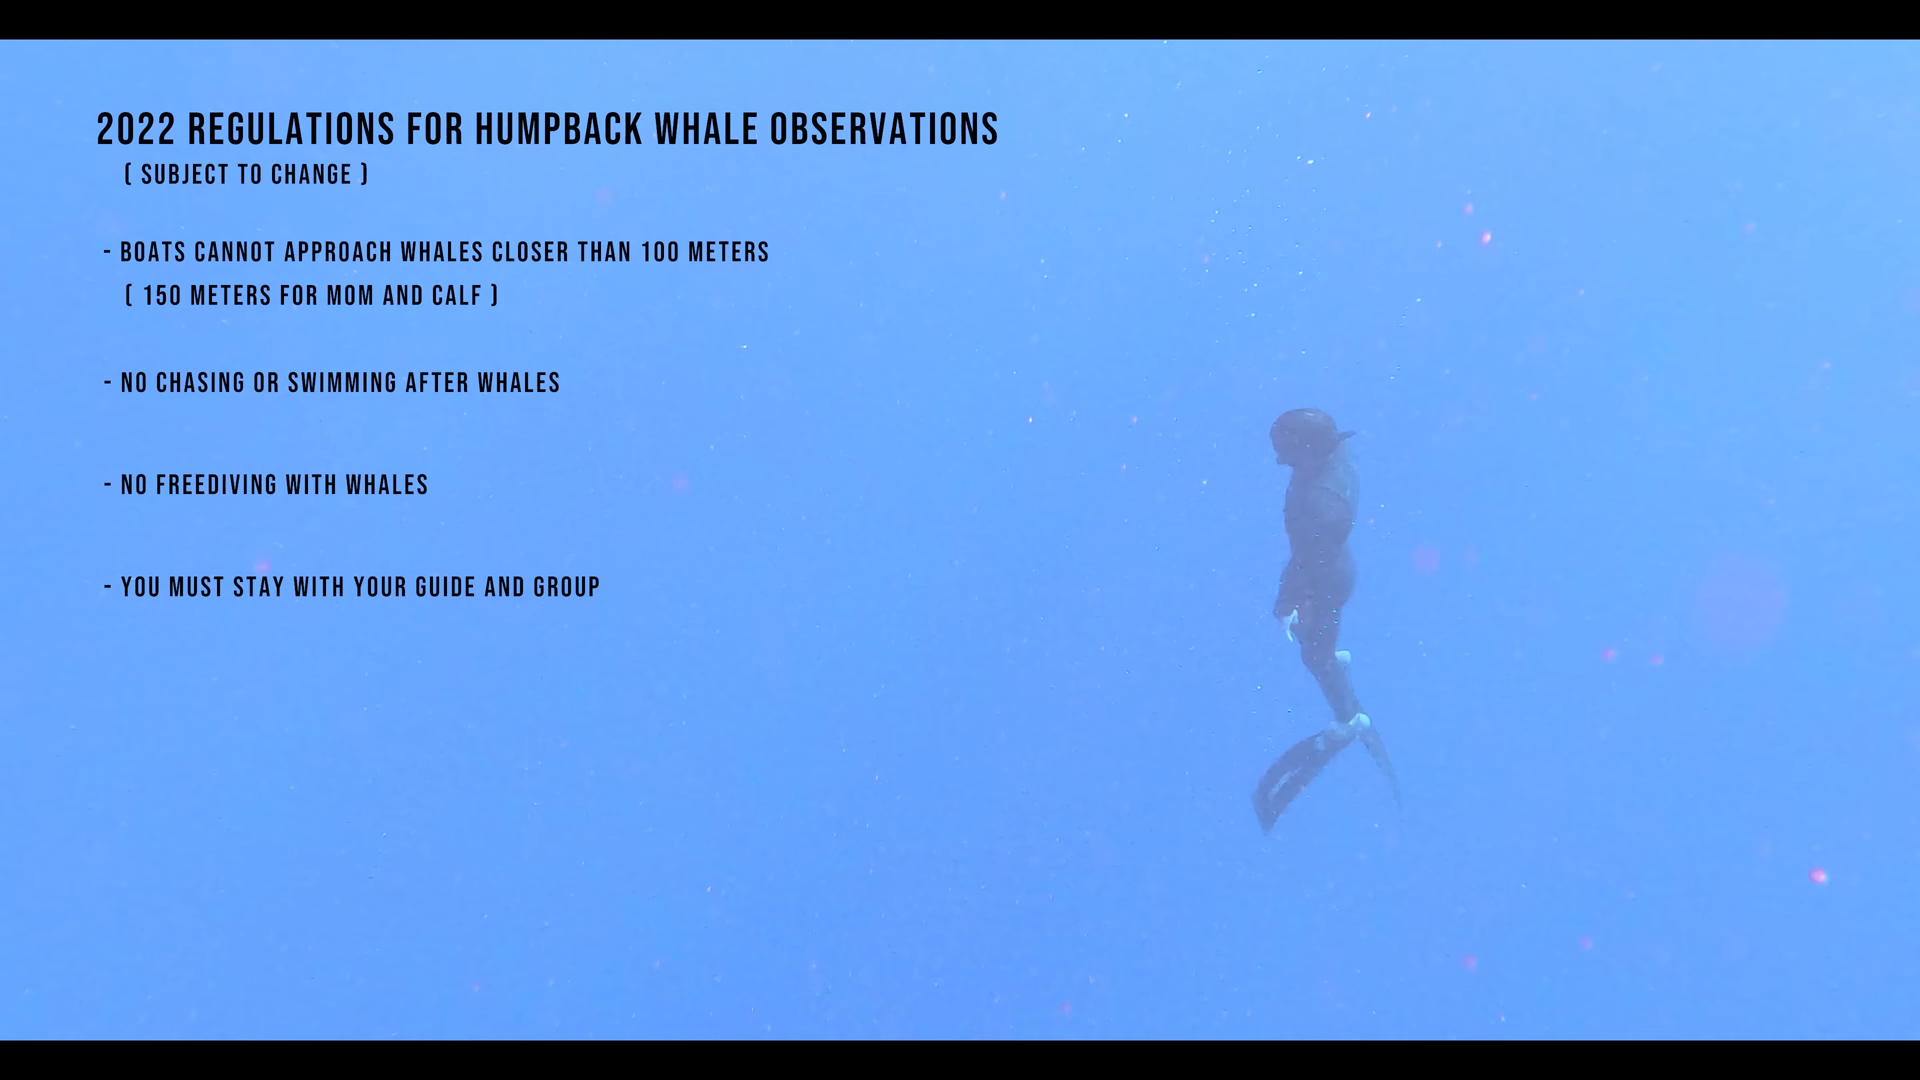 2022 REGULATIONS FOR HUMPBACK WHALE OBSERVATIONS
( SUBJECT TO CHANGE )
- BOATS CANNOT APPROACH WHALES CLOSER THAN 100 METERS
( 150 METERS FOR MOM AND CALF )
- NO CHASING OR SWIMMING AFTER WHALES
- NO FREEDIVING WITH WHALES
- YOU MUST STAY WITH YOUR GUIDE AND GROUP